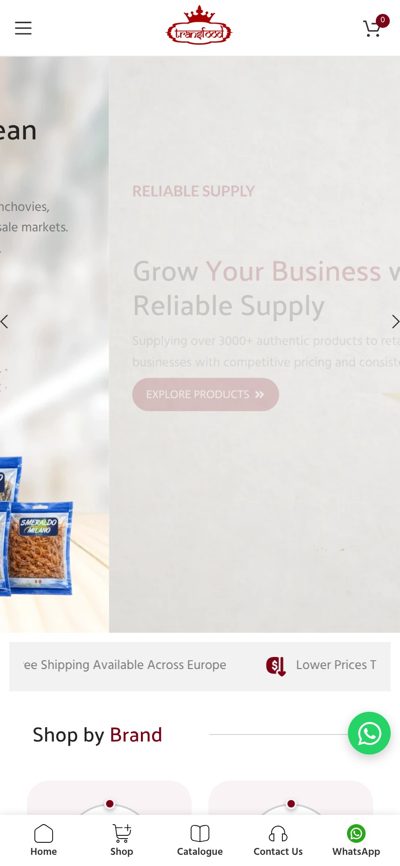 transfood
0
ean
nchovies,
sale markets.
RELIABLE SUPPLY
Grow Your Business w
Reliable Supply
Supplying over 3000+ authentic products to reta
businesses with competitive pricing and consiste
EXPLORE PRODUCTS
SMERALDO
MILANO
ee Shipping Available Across Europe
Lower Prices T
Shop by Brand
Home
Shop
Catalogue
Contact Us
WhatsApp